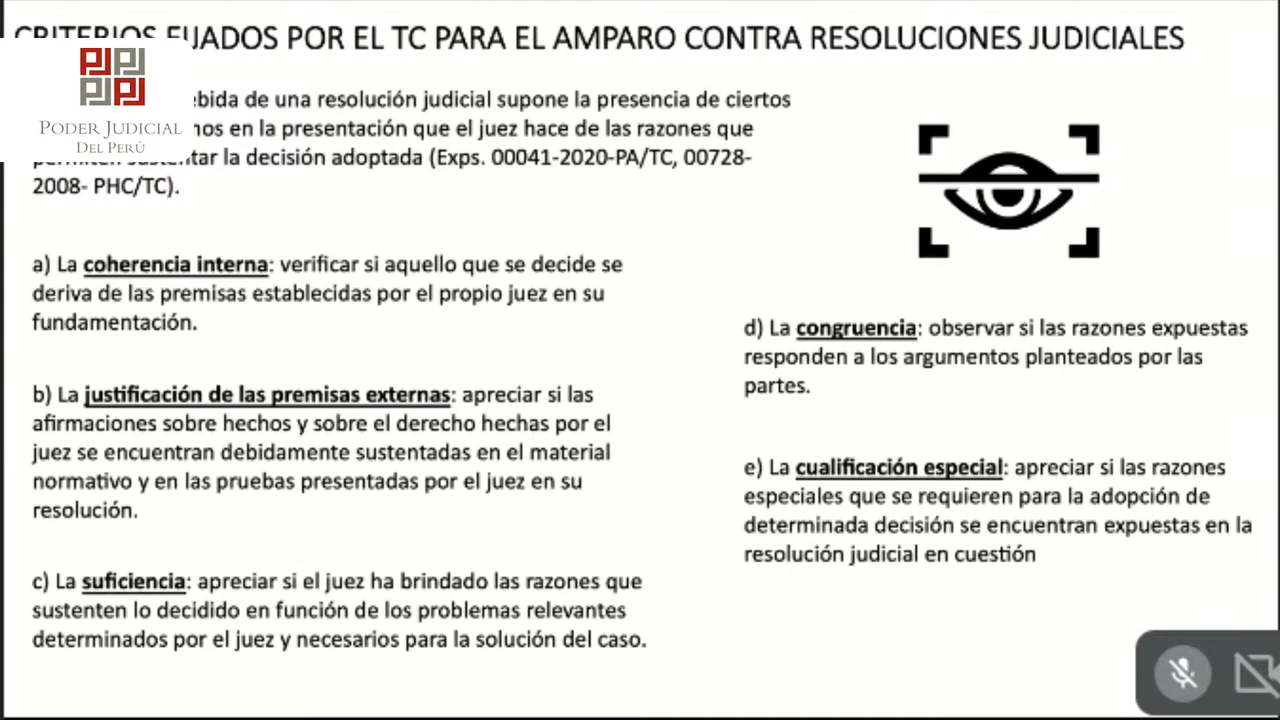 CRITERIOS FIJADOS POR EL TC PARA EL AMPARO CONTRA RESOLUCIONES JUDICIALES
PODER JUDICIAL
DEL PERÚ
de una resolución judicial supone la presencia de ciertos
en la presentación que el juez hace de las razones que
permiten sustentar la decisión adoptada (Exps. 00041-2020-PA/TC, 00728-
2008- PHC/TC).
a) La coherencia interna: verificar si aquello que se decide se
deriva de las premisas establecidas por el propio juez en su
fundamentación.
b) La justificación de las premisas externas: apreciar si las
afirmaciones sobre hechos y sobre el derecho hechas por el
juez se encuentran debidamente sustentadas en el material
normativo y en las pruebas presentadas por el juez en su
resolución.
c) La suficiencia: apreciar si el juez ha brindado las razones que
sustenten lo decidido en función de los problemas relevantes
determinados por el juez y necesarios para la solución del caso.
d) La congruencia: observar si las razones expuestas
responden a los argumentos planteados por las
partes.
e) La cualificación especial: apreciar si las razones
especiales que se requieren para la adopción de
determinada decisión se encuentran expuestas en la
resolución judicial en cuestión